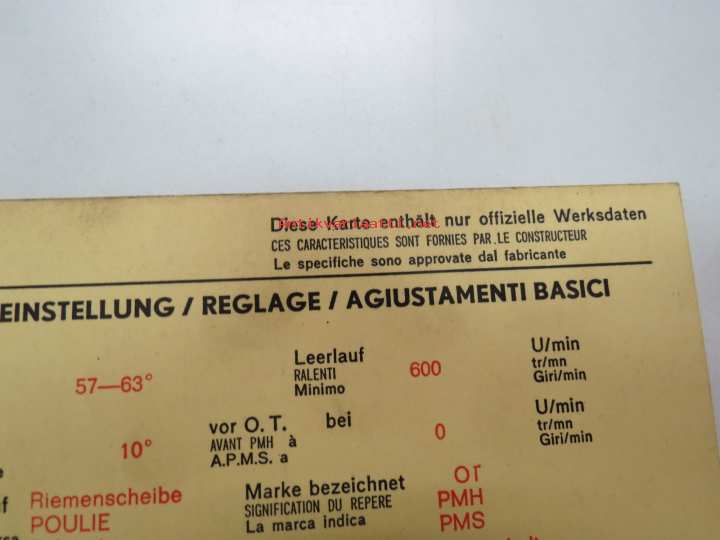 Diese Karte enthält nur offizielle Werksdaten
CES CARACTERISTIQUES SONT FORNIES PAR LE CONSTRUCTEUR
Le specifiche sono approvate dal fabricante
EINSTELLUNG / REGLAGE / AGIUSTAMENTI BASICI
57—63°
Leerlauf
RALENTI
Minimo
600
U/min
tr/mn
Giri/min
10°
vor O.T. bei
AVANT PMH à
A.P.M.S. a
0
U/min
tr/mn
Giri/min
Riemenscheibe
POULIE
Marke bezeichnet
SIGNIFICATION DU REPERE
La marca indica
OT
PMH
PMS